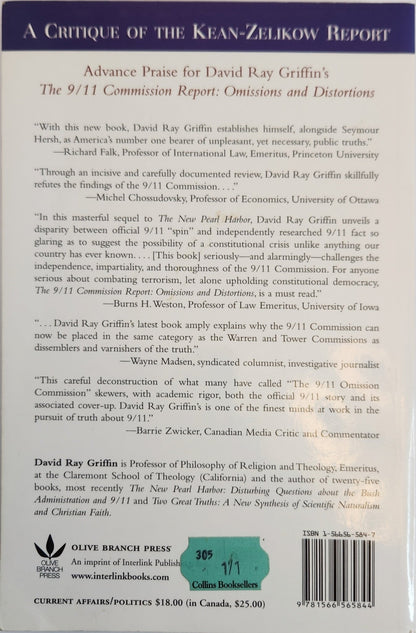 A CRITIQUE OF THE KEAN-ZELIKOW REPORT
Advance Praise for David Ray Griffin's
The 9/11 Commission Report: Omissions and Distortions
"With this new book, David Ray Griffin establishes himself, alongside Seymour
Hersh, as America's number one bearer of unpleasant, yet necessary, public truths."
—Richard Falk, Professor of International Law, Emeritus, Princeton University
"Through an incisive and carefully documented review, David Ray Griffin skillfully
refutes the findings of the 9/11 Commission. . . ."
—Michel Chossudovsky, Professor of Economics, University of Ottawa
"In this masterful sequel to The New Pearl Harbor, David Ray Griffin unveils a
disparity between official 9/11 "spin" and independently researched 9/11 fact so
glaring as to suggest the possibility of a constitutional crisis unlike anything our
country has ever known. . . . [This book] seriously—and alarmingly—challenges the
independence, impartiality, and thoroughness of the 9/11 Commission. For anyone
serious about combating terrorism, let alone upholding constitutional democracy,
The 9/11 Commission Report: Omissions and Distortions, is a must read."
—Burns H. Weston, Professor of Law Emeritus, University of Iowa
". . . David Ray Griffin's latest book amply explains why the 9/11 Commission can
now be placed in the same category as the Warren and Tower Commissions as
dissemblers and varnishers of the truth."
—Wayne Madsen, syndicated columnist, investigative journalist
"This careful deconstruction of what many have called "The 9/11 Omission
Commission" skewers, with academic rigor, both the official 9/11 story and its
associated cover-up. David Ray Griffin's is one of the finest minds at work in the
pursuit of truth about 9/11."
—Barrie Zwicker, Canadian Media Critic and Commentator
David Ray Griffin is Professor of Philosophy of Religion and Theology, Emeritus,
at the Claremont School of Theology (California) and the author of twenty-five
books, most recently The New Pearl Harbor: Disturbing Questions about the Bush
Administration and 9/11 and Two Great Truths: A New Synthesis of Scientific Naturalism
and Christian Faith.
OLIVE
BRANCH
PRESS
OLIVE BRANCH PRESS
An imprint of Interlink Publish
www.interlinkbooks.com
305
1/1
Collins Booksellers
ISBN 1-56656-584-7
9 781566 565844
CURRENT AFFAIRS/POLITICS $18.00 (in Canada, $25.00)